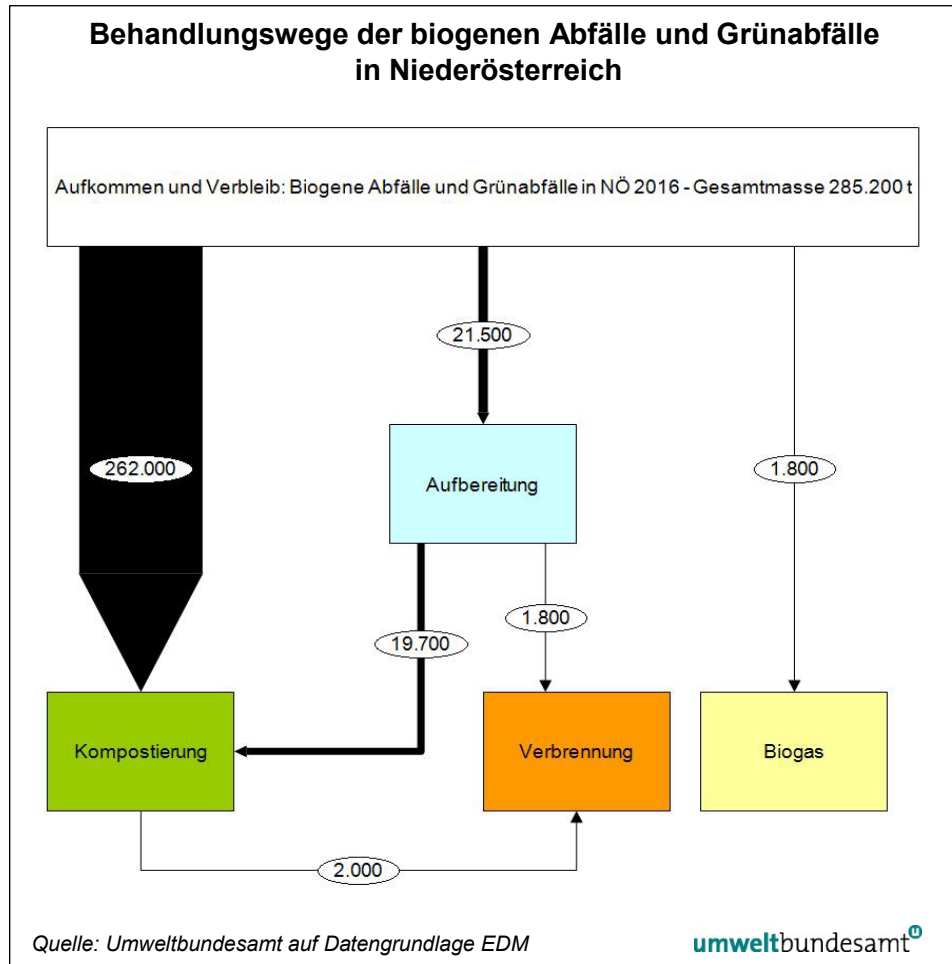 Behandlungswege der biogenen Abfälle und Grünabfälle
in Niederösterreich
Aufkommen und Verbleib: Biogene Abfälle und Grünabfälle in NÖ 2016 - Gesamtmasse 285.200 t
21.500
262.000
Aufbereitung
1.800
1.800
19.700
Kompostierung
Verbrennung
Biogas
2.000
Quelle: Umweltbundesamt auf Datengrundlage EDM
umweltbundesamt u